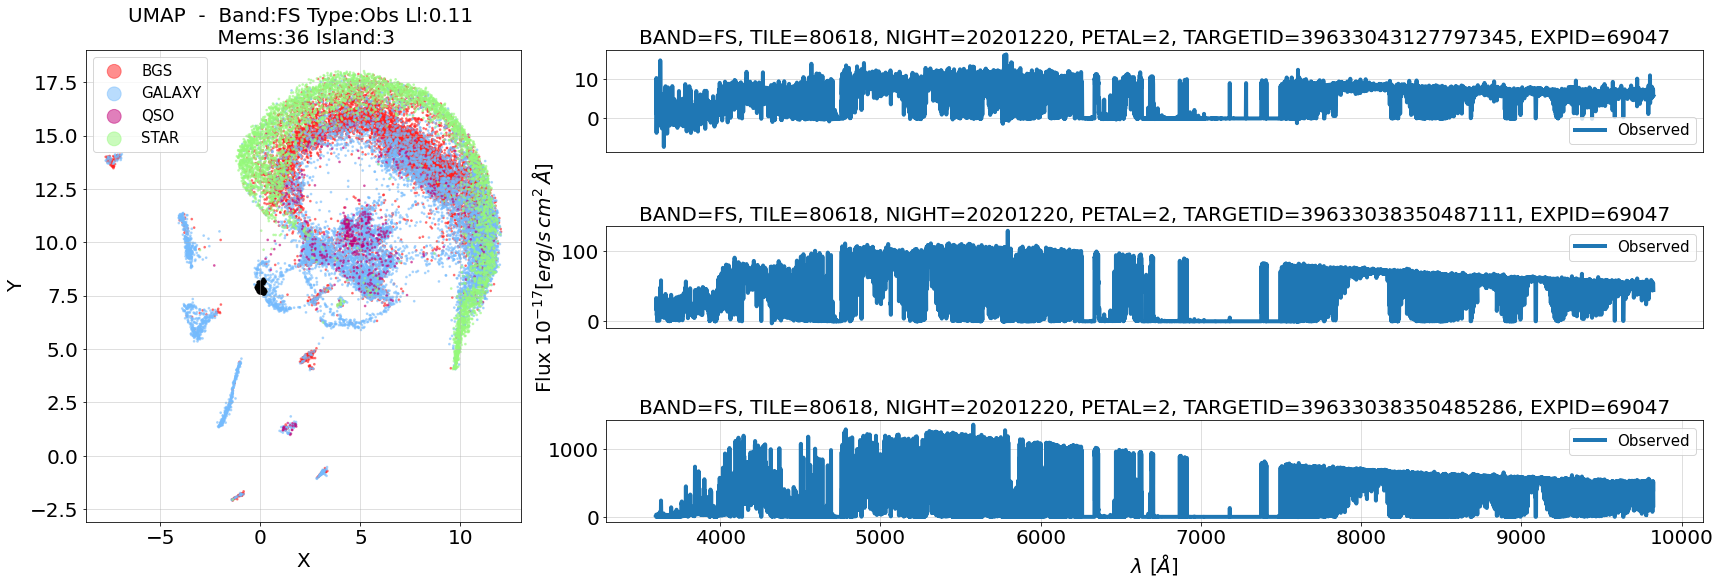 UMAP - Band:FS Type:Obs Ll:0.11
Mems:36 Island:3
BGS
GALAXY
QSO
STAR
17.5
15.0
12.5
10.0
7.5
5.0
2.5
0.0
−2.5
Y
−5
0
5
10
X
Flux 10⁻¹⁷[erg/s cm² Å]
BAND=FS, TILE=80618, NIGHT=20201220, PETAL=2, TARGETID=39633043127797345, EXPID=69047
10
0
Observed
BAND=FS, TILE=80618, NIGHT=20201220, PETAL=2, TARGETID=39633038350487111, EXPID=69047
100
0
Observed
BAND=FS, TILE=80618, NIGHT=20201220, PETAL=2, TARGETID=39633038350485286, EXPID=69047
1000
0
Observed
4000
5000
6000
7000
8000
9000
10000
λ [Å]